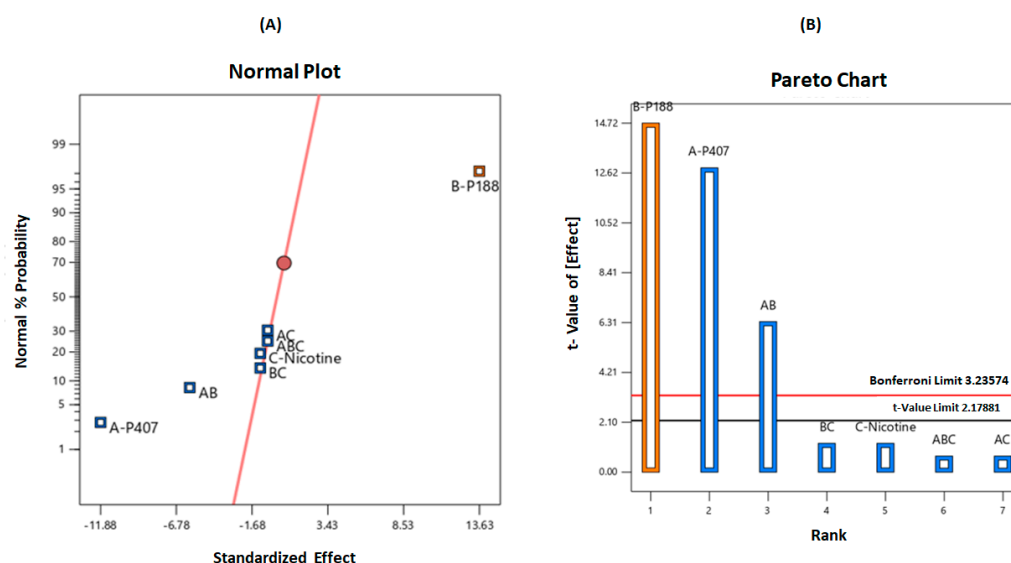 (A)
Normal Plot
Normal % Probability
99
95
90
80
70
50
30
20
10
5
1
B-P188
AC
ABC
C-Nicotine
BC
AB
A-P407
-11.88 -6.78 -1.68 3.43 8.53 13.63
Standardized Effect
(B)
Pareto Chart
t- Value of [Effect]
14.72
12.62
10.52
8.41
6.31
4.21
2.10
0.00
B-P188
A-P407
AB
Bonferroni Limit 3.23574
t-Value Limit 2.17881
BC C-Nicotine ABC AC
1 2 3 4 5 6 7
Rank